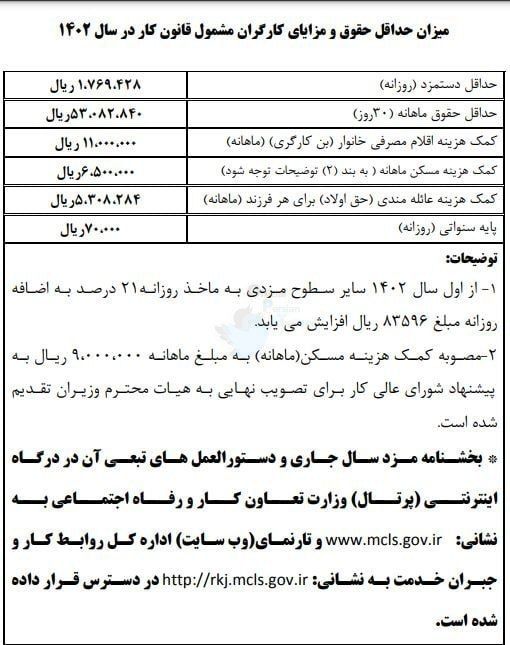 میزان حداقل حقوق و مزایای کارگران مشمول قانون کار در سال ۱۴۰۲
حداقل دستمزد (روزانه) ۱،۷۶۹،۴۲۸ ریال
حداقل حقوق ماهانه (۳۰روز) ۵۳،۰۸۲،۸۴۰ریال
کمک هزینه اقلام مصرفی خانوار (بن کارگری) (ماهانه) ۱۱،۰۰۰،۰۰۰ ریال
کمک هزینه مسکن ماهانه ( به بند (۲) توضیحات توجه شود) ۶،۵۰۰،۰۰۰ریال
کمک هزینه عائله مندی (حق اولاد) برای هر فرزند (ماهانه) ۵،۳۰۸،۲۸۴ ریال
پایه سنواتی (روزانه) ۷۰،۰۰۰ریال
توضیحات:
۱- از اول سال ۱۴۰۲ سایر سطوح مزدی به ماخذ روزانه۲۱ درصد به اضافه
روزانه مبلغ ۸۳۵۹۶ ریال افزایش می یابد.
۲-مصوبه کمک هزینه مسکن(ماهانه) به مبلغ ماهانه ۹،۰۰۰،۰۰۰ ریال به
پیشنهاد شورای عالی کار برای تصویب نهایی به هیات محترم وزیران تقدیم
شده است.
* بخشنامه مزد سال جاری و دستورالعمل های تبعی آن در درگاه
اینترنتی (پرتال) وزارت تعاون کار و رفاه اجتماعی به
نشانی: www.mcls.gov.ir و تارنمای(وب سایت) اداره کل روابط کار و
جبران خدمت به نشانی: http://rkj.mcls.gov.ir در دسترس قرار داده
شده است.